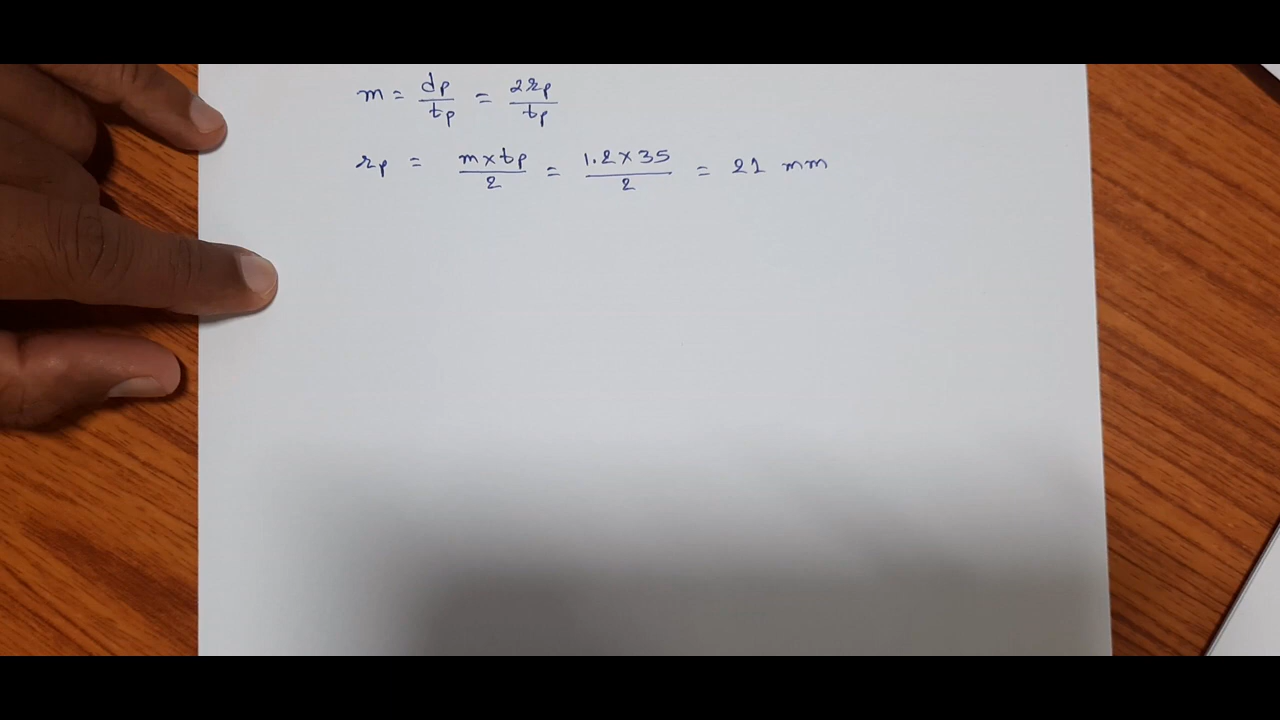 m = dp/tp = 2rp/tp
rp = m×tp/2 = 1.2×35/2 = 21 mm